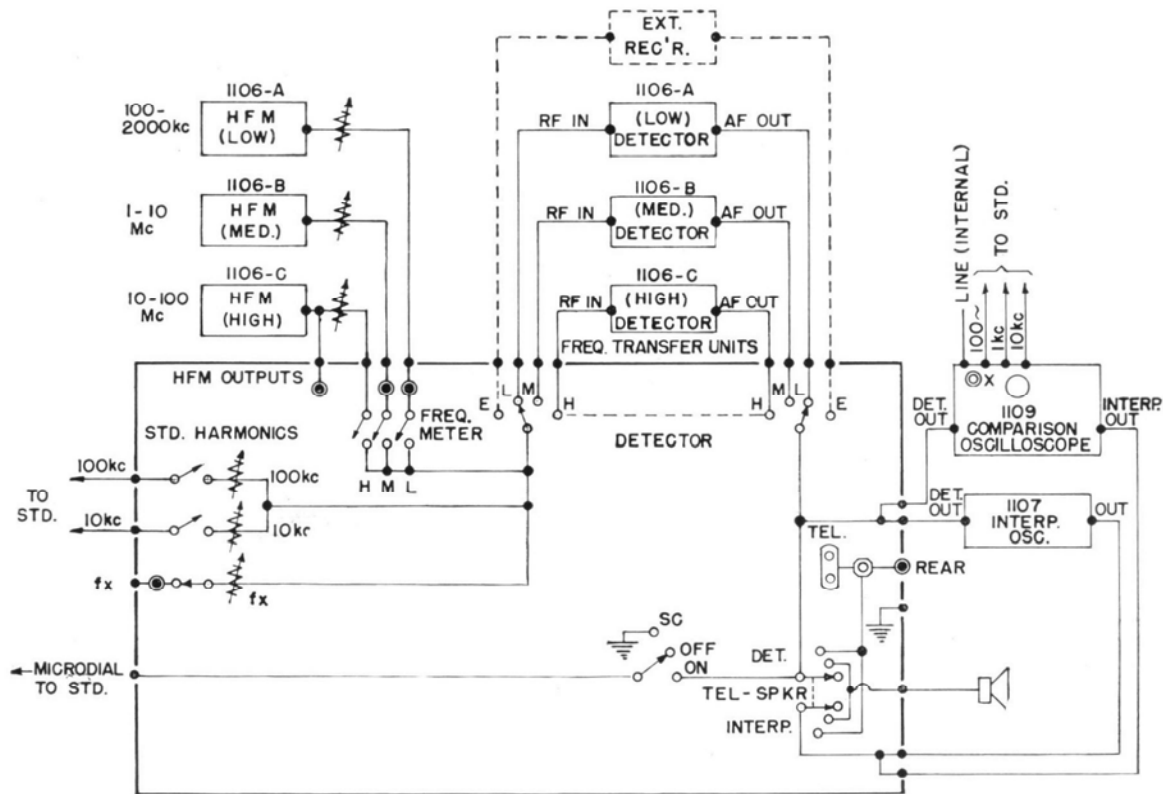 EXT.
REC'R.
1106-A
100-
2000kc
HFM
(LOW)
1106-A
RF IN
(LOW)
DETECTOR
AF OUT
1106-B
1-10
Mc
HFM
(MED.)
1106-B
RF IN
(MED.)
DETECTOR
AF OUT
1106-C
10-100
Mc
HFM
(HIGH)
1106-C
RF IN
(HIGH)
DETECTOR
AF OUT
FREQ. TRANSFER UNITS
LINE (INTERNAL)
100~
1kc
10kc
TO STD.
X
DET.
OUT
1109
COMPARISON
OSCILLOSCOPE
INTERP.
OUT
HFM OUTPUTS
FREQ.
METER
E
L
M
H
H
M
L
E
DETECTOR
STD. HARMONICS
100kc
100kc
H M L
TO
STD.
10kc
10kc
fx
fx
DET.
OUT
1107
INTERP.
OSC.
OUT
TEL.
REAR
SC
OFF
ON
DET.
TEL-SPKR
INTERP.
MICRODIAL
TO STD.